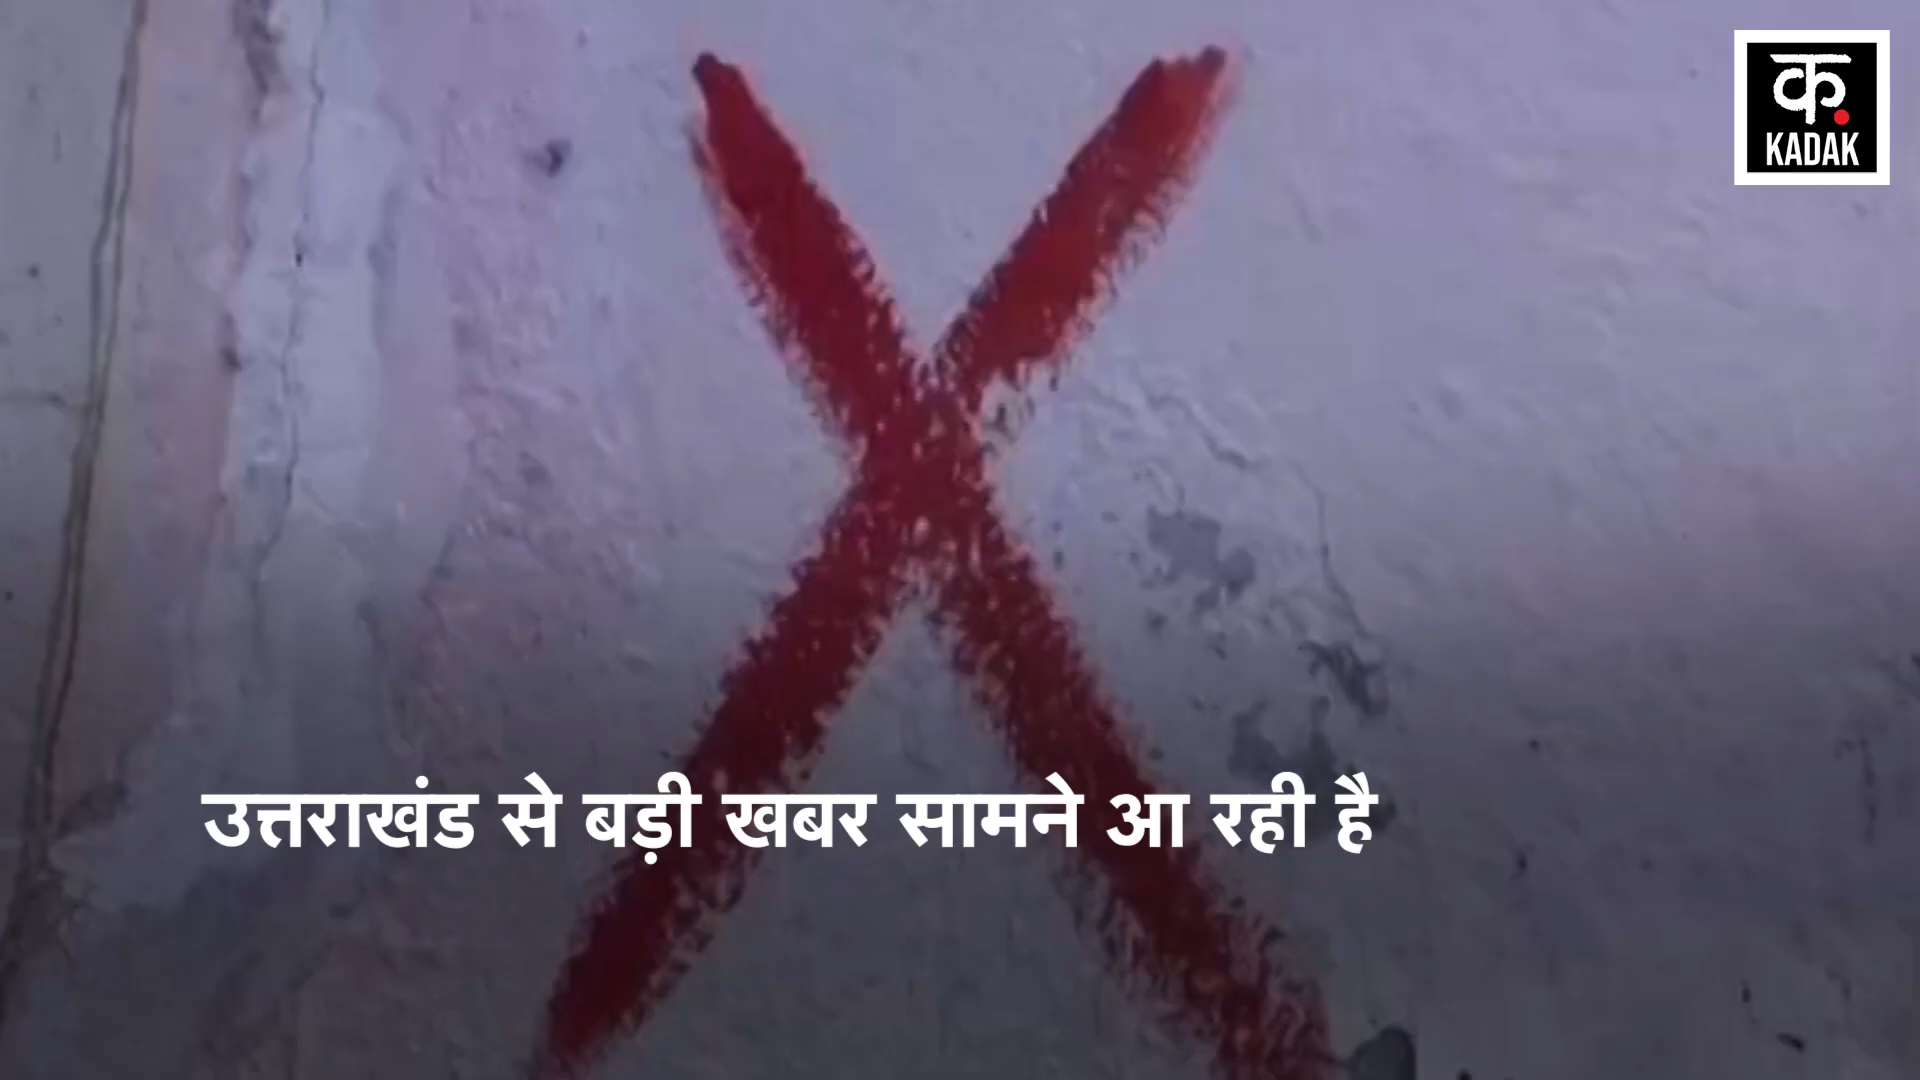 क
KADAK
उत्तराखंड से बड़ी खबर सामने आ रही है